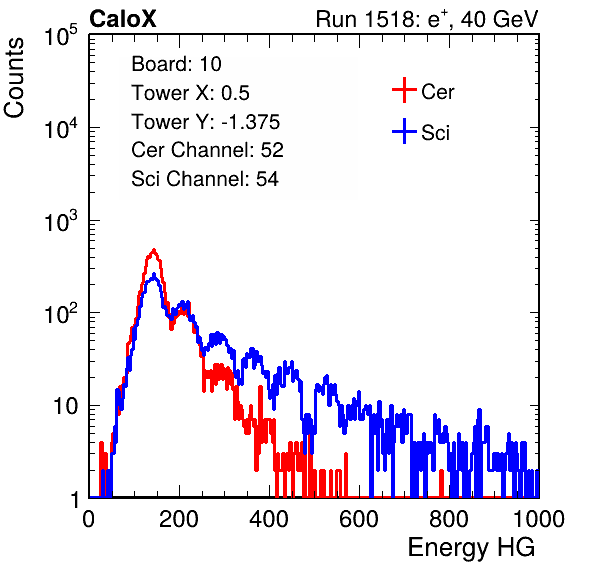 CaloX Run 1518: e⁺, 40 GeV
Counts
Board: 10
Tower X: 0.5
Tower Y: -1.375
Cer Channel: 52
Sci Channel: 54
Cer
Sci
10⁵
10⁴
10³
10²
10
1
0 200 400 600 800 1000
Energy HG